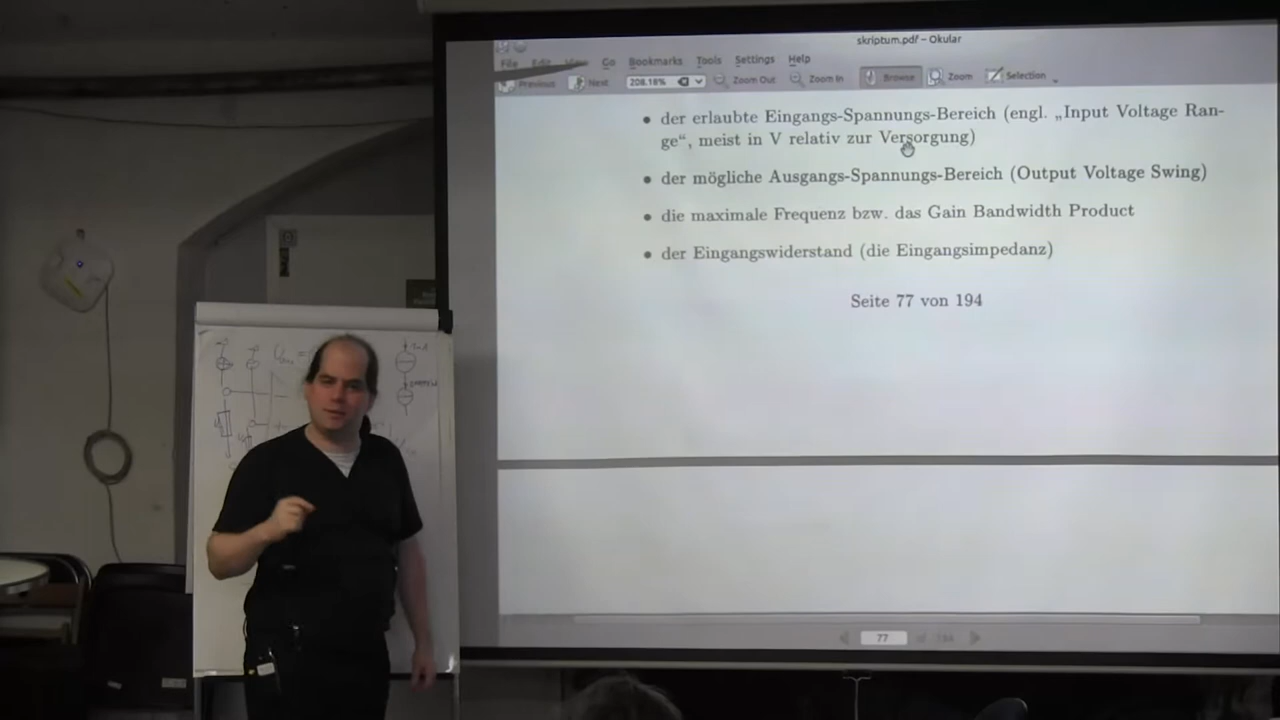 skriptum.pdf – Okular
File Edit View Go Bookmarks Tools Settings Help
Previous Next 208.18% Zoom Out Zoom In Browse Zoom Selection
• der erlaubte Eingangs-Spannungs-Bereich (engl. „Input Voltage Ran-
ge“, meist in V relativ zur Versorgung)
• der mögliche Ausgangs-Spannungs-Bereich (Output Voltage Swing)
• die maximale Frequenz bzw. das Gain Bandwidth Product
• der Eingangswiderstand (die Eingangsimpedanz)
Seite 77 von 194
77 of 194